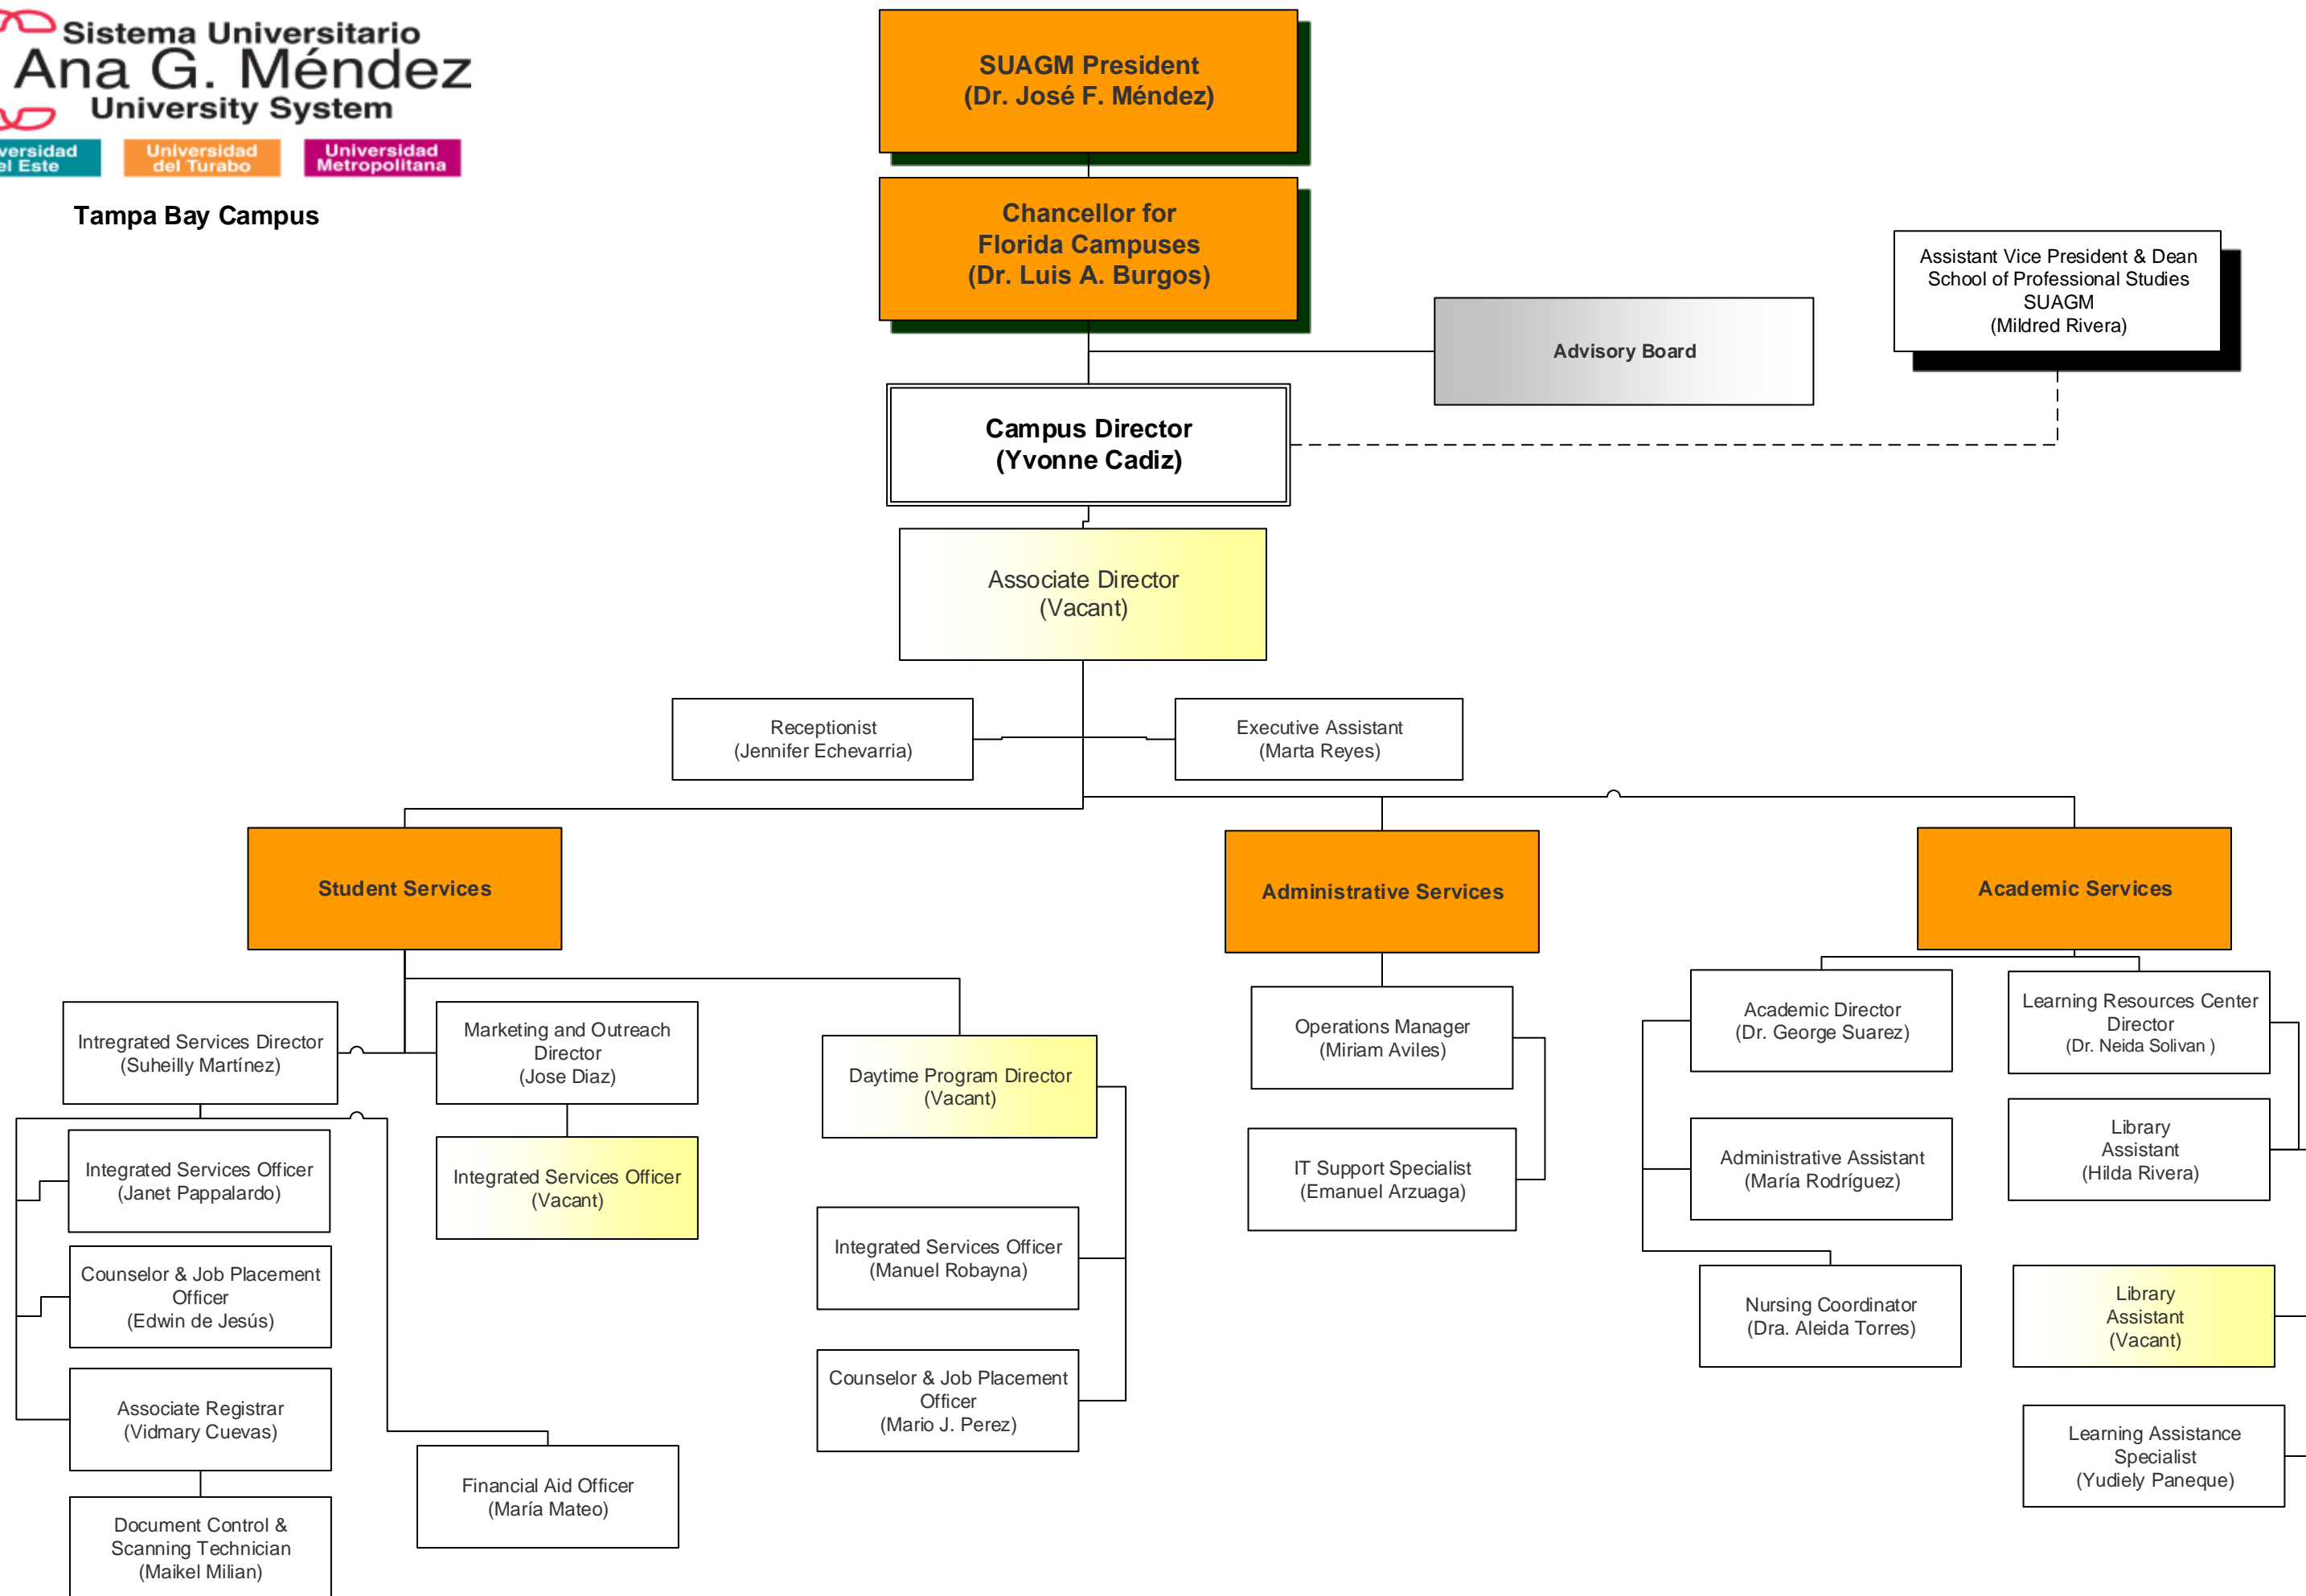 Sistema Universitario
Ana G. Méndez
University System
versidad
el Este
Universidad
del Turabo
Universidad
Metropolitana
Tampa Bay Campus
SUAGM President
(Dr. José F. Méndez)
Chancellor for
Florida Campuses
(Dr. Luis A. Burgos)
Assistant Vice President & Dean
School of Professional Studies
SUAGM
(Mildred Rivera)
Advisory Board
Campus Director
(Yvonne Cadiz)
Associate Director
(Vacant)
Receptionist
(Jennifer Echevarria)
Executive Assistant
(Marta Reyes)
Student Services
Administrative Services
Academic Services
Intregrated Services Director
(Suheilly Martínez)
Marketing and Outreach
Director
(Jose Diaz)
Daytime Program Director
(Vacant)
Integrated Services Officer
(Janet Pappalardo)
Integrated Services Officer
(Vacant)
Counselor & Job Placement
Officer
(Edwin de Jesús)
Integrated Services Officer
(Manuel Robayna)
Associate Registrar
(Vidmary Cuevas)
Counselor & Job Placement
Officer
(Mario J. Perez)
Document Control &
Scanning Technician
(Maikel Milian)
Financial Aid Officer
(María Mateo)
Operations Manager
(Miriam Aviles)
IT Support Specialist
(Emanuel Arzuaga)
Academic Director
(Dr. George Suarez)
Administrative Assistant
(María Rodríguez)
Nursing Coordinator
(Dra. Aleida Torres)
Learning Resources Center
Director
(Dr. Neida Solivan )
Library
Assistant
(Hilda Rivera)
Library
Assistant
(Vacant)
Learning Assistance
Specialist
(Yudiely Paneque)